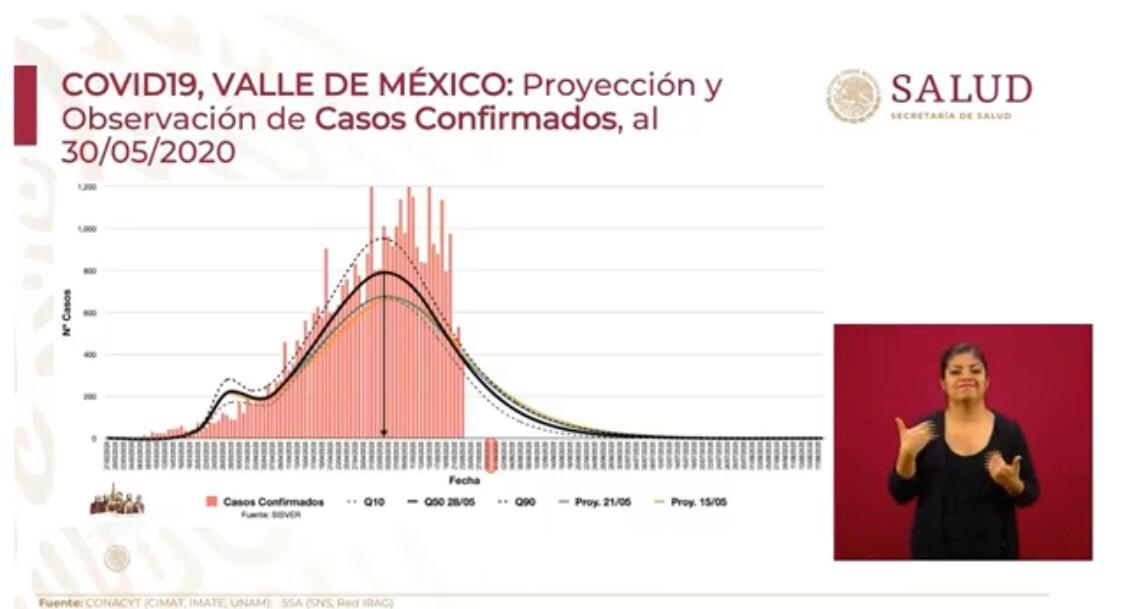 COVID19, VALLE DE MÉXICO: Proyección y
Observación de Casos Confirmados, al
30/05/2020
SALUD
SECRETARÍA DE SALUD
1,200
1,000
800
600
400
200
0
N° Casos
Fecha
Casos Confirmados Q10 Q50 28/05 Q90 Proy. 21/05 Proy. 15/05
Fuente: SISVER
Fuente: CONACYT (CIMAT, IMATE, UNAM); SSA (SNS, Red IRAG)